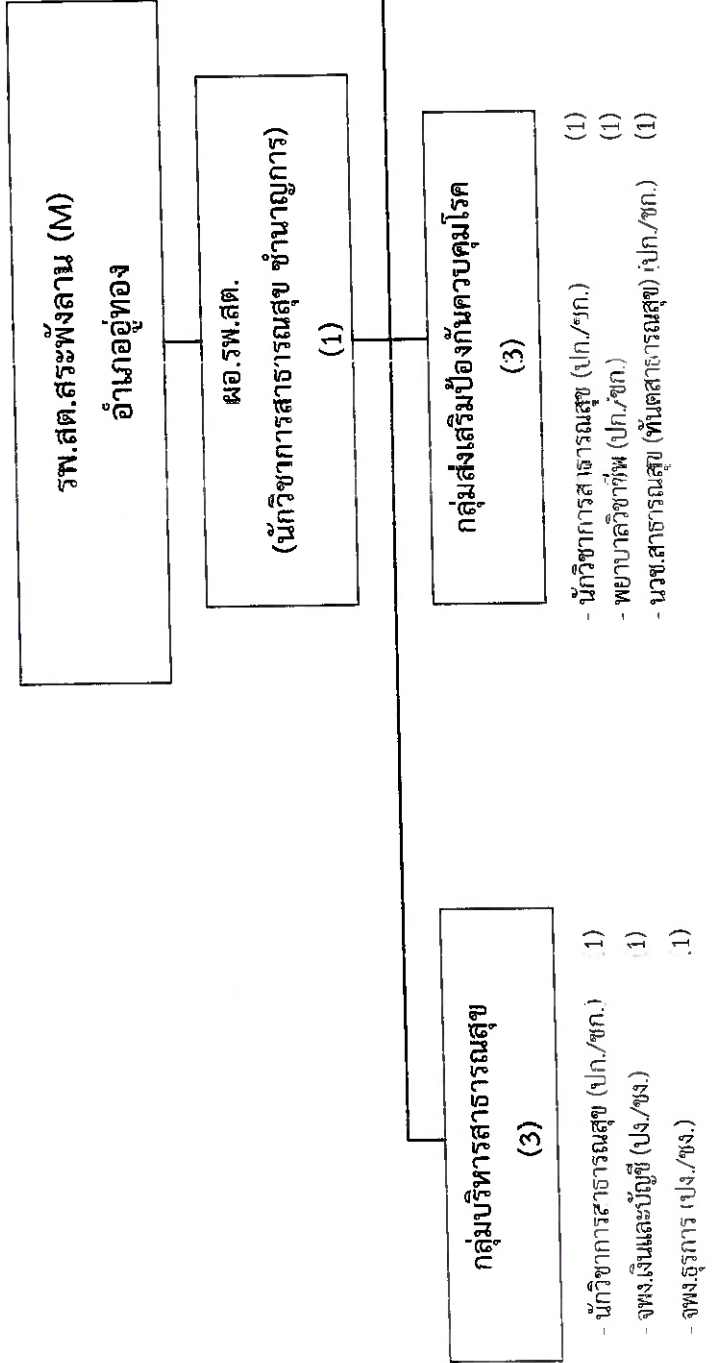 รพ.สต.สระพังลาน (M)
อำเภออู่ทอง
ผอ.รพ.สต.
(นักวิชาการสาธารณสุข ชำนาญการ)
(1)
กลุ่มบริหารสาธารณสุข
(3)
- นักวิชาการสาธารณสุข (ปก./ชก.) (1)
- จพง.เงินและบัญชี (ปง./ชง.) (1)
- จพง.ธุรการ (ปง./ชง.) (1)
กลุ่มส่งเสริมป้องกันควบคุมโรค
(3)
- นักวิชาการสาธารณสุข (ปก./ชก.) (1)
- พยาบาลวิชาชีพ (ปก./ชก.) (1)
- นวช.สาธารณสุข (ทันตสาธารณสุข) (ปก./ชก.) (1)